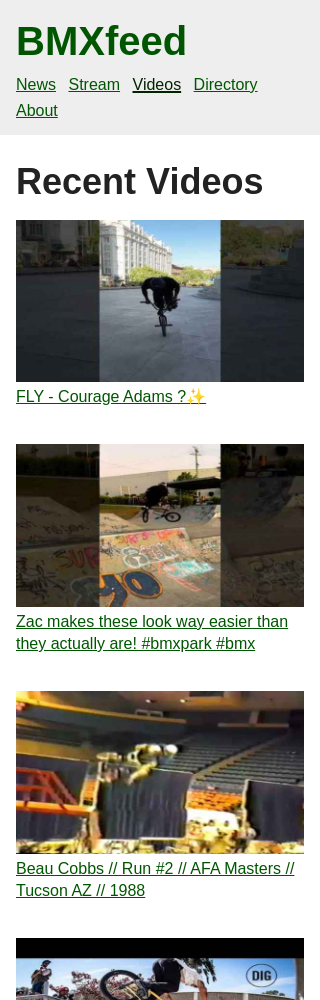 BMXfeed
News Stream Videos Directory
About
Recent Videos
FLY - Courage Adams ?✨
Zac makes these look way easier than
they actually are! #bmxpark #bmx
Beau Cobbs // Run #2 // AFA Masters //
Tucson AZ // 1988
DIG